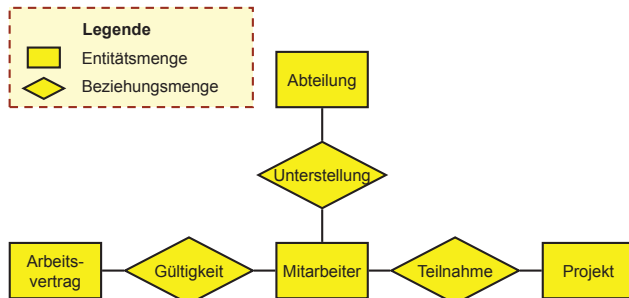 Legende
Entitätsmenge
Beziehungsmenge
Abteilung
Unterstellung
Arbeits-
vertrag
Gültigkeit
Mitarbeiter
Teilnahme
Projekt